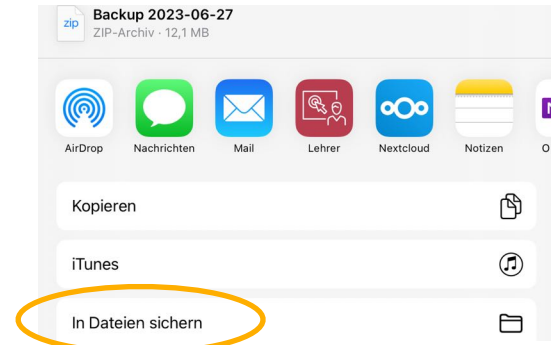 zip
Backup 2023-06-27
ZIP-Archiv · 12,1 MB
AirDrop
Nachrichten
Mail
Lehrer
Nextcloud
Notizen
Kopieren
iTunes
In Dateien sichern